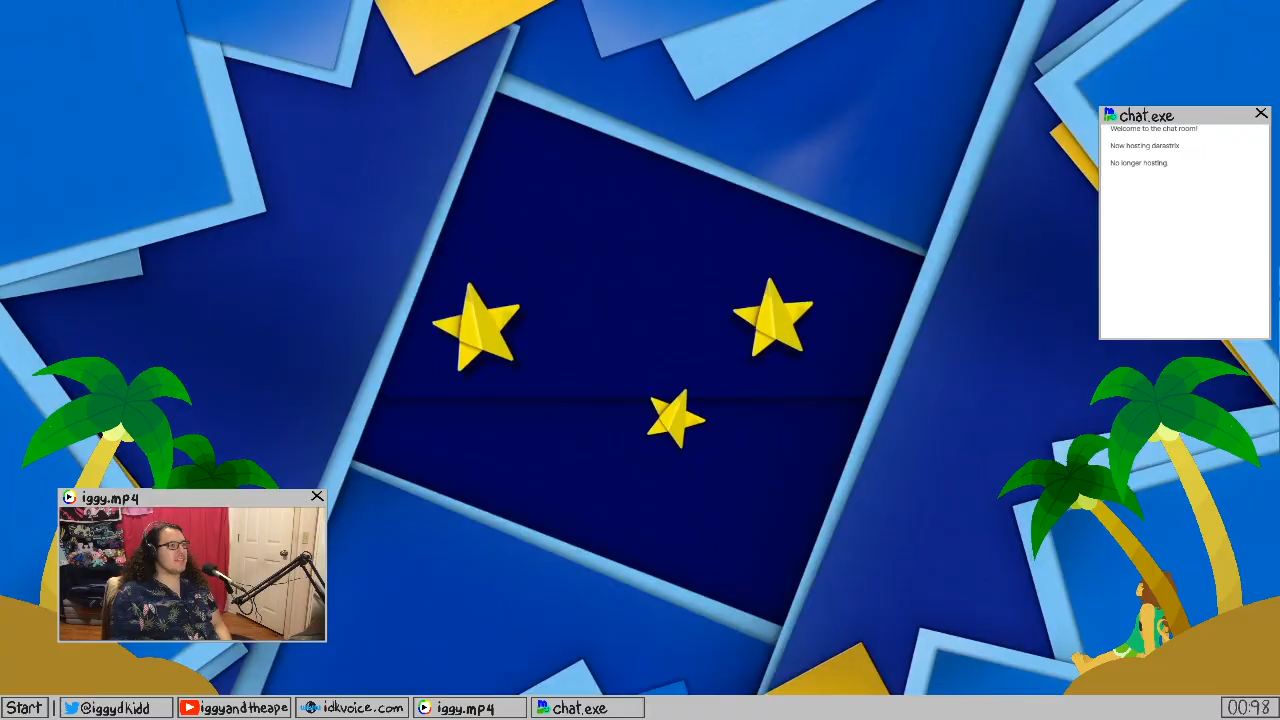 chat.exe
Welcome to the chat room!
Now hosting darastrix
No longer hosting.
iggy.mp4
Start | @iggydkidd iggyandtheape idkvoice.com iggy.mp4 chat.exe 00:98